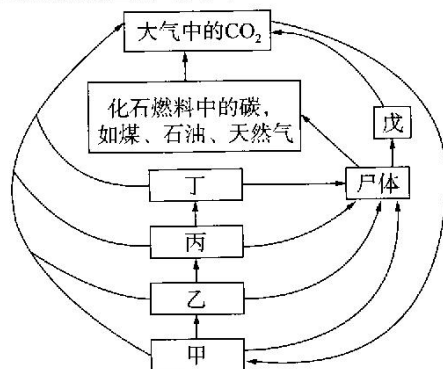 大气中的CO₂
化石燃料中的碳，
如煤、石油、天然气
戊
丁
尸体
丙
乙
甲